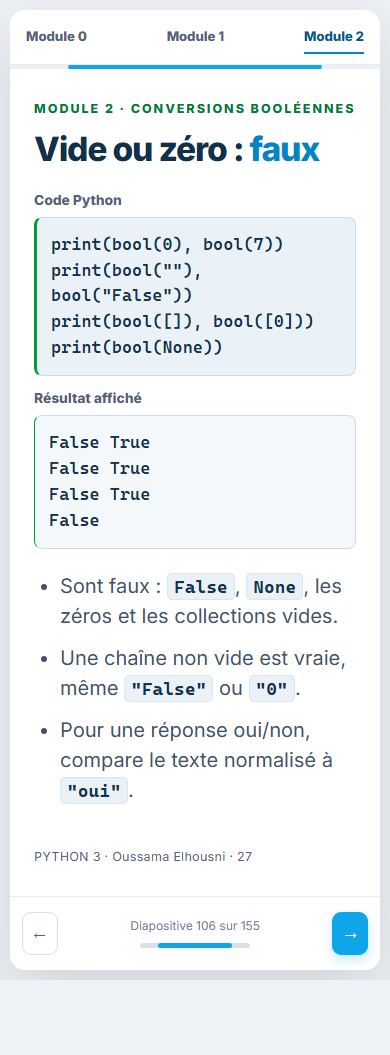 Module 0 Module 1 Module 2
MODULE 2 · CONVERSIONS BOOLÉENNES
Vide ou zéro : faux
Code Python
print(bool(0), bool(7))
print(bool(""),
bool("False"))
print(bool([]), bool([0]))
print(bool(None))
Résultat affiché
False True
False True
False True
False
• Sont faux : False, None, les
zéros et les collections vides.
• Une chaîne non vide est vraie,
même "False" ou "0".
• Pour une réponse oui/non,
compare le texte normalisé à
"oui".
PYTHON 3 · Oussama Elhousni · 27
← Diapositive 106 sur 155 →